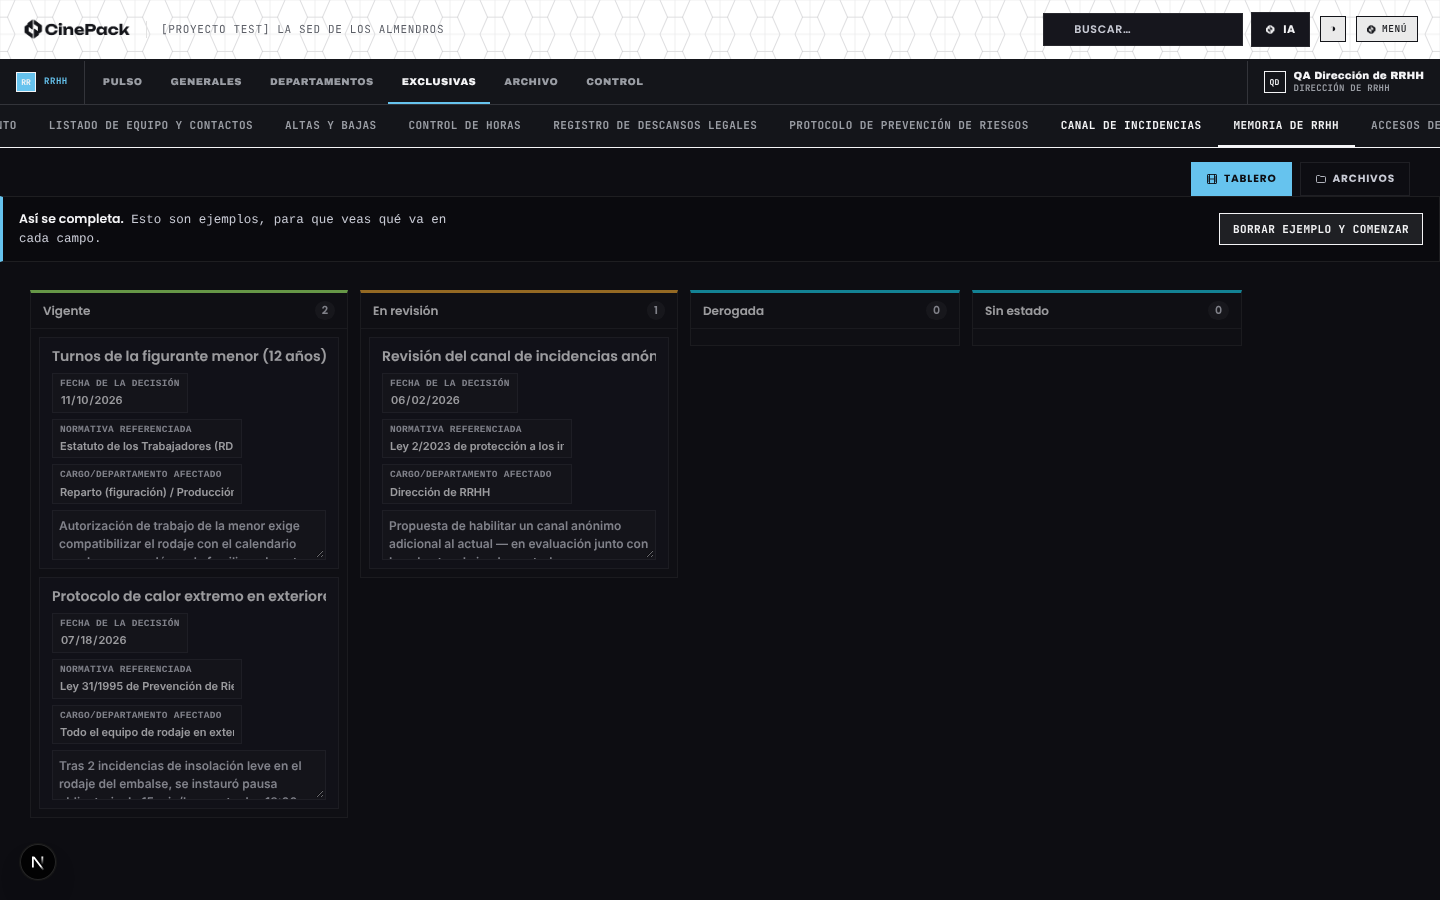 CinePack
[PROYECTO TEST] LA SED DE LOS ALMENDROS
BUSCAR…
IA
MENÚ
RR
RRHH
PULSO
GENERALES
DEPARTAMENTOS
EXCLUSIVAS
ARCHIVO
CONTROL
QD
QA Dirección de RRHH
DIRECCIÓN DE RRHH
NTO
LISTADO DE EQUIPO Y CONTACTOS
ALTAS Y BAJAS
CONTROL DE HORAS
REGISTRO DE DESCANSOS LEGALES
PROTOCOLO DE PREVENCIÓN DE RIESGOS
CANAL DE INCIDENCIAS
MEMORIA DE RRHH
ACCESOS DE
TABLERO
ARCHIVOS
Así se completa. Esto son ejemplos, para que veas qué va en
cada campo.
BORRAR EJEMPLO Y COMENZAR
Vigente
2
Turnos de la figurante menor (12 años)
FECHA DE LA DECISIÓN
11/10/2026
NORMATIVA REFERENCIADA
Estatuto de los Trabajadores (RD
CARGO/DEPARTAMENTO AFECTADO
Reparto (figuración) / Producción
Autorización de trabajo de la menor exige
compatibilizar el rodaje con el calendario
Protocolo de calor extremo en exteriore
FECHA DE LA DECISIÓN
07/18/2026
NORMATIVA REFERENCIADA
Ley 31/1995 de Prevención de Rie
CARGO/DEPARTAMENTO AFECTADO
Todo el equipo de rodaje en exter
Tras 2 incidencias de insolación leve en el
rodaje del embalse, se instauró pausa
En revisión
1
Revisión del canal de incidencias anón
FECHA DE LA DECISIÓN
06/02/2026
NORMATIVA REFERENCIADA
Ley 2/2023 de protección a los ir
CARGO/DEPARTAMENTO AFECTADO
Dirección de RRHH
Propuesta de habilitar un canal anónimo
adicional al actual — en evaluación junto con
Derogada
0
Sin estado
0
N